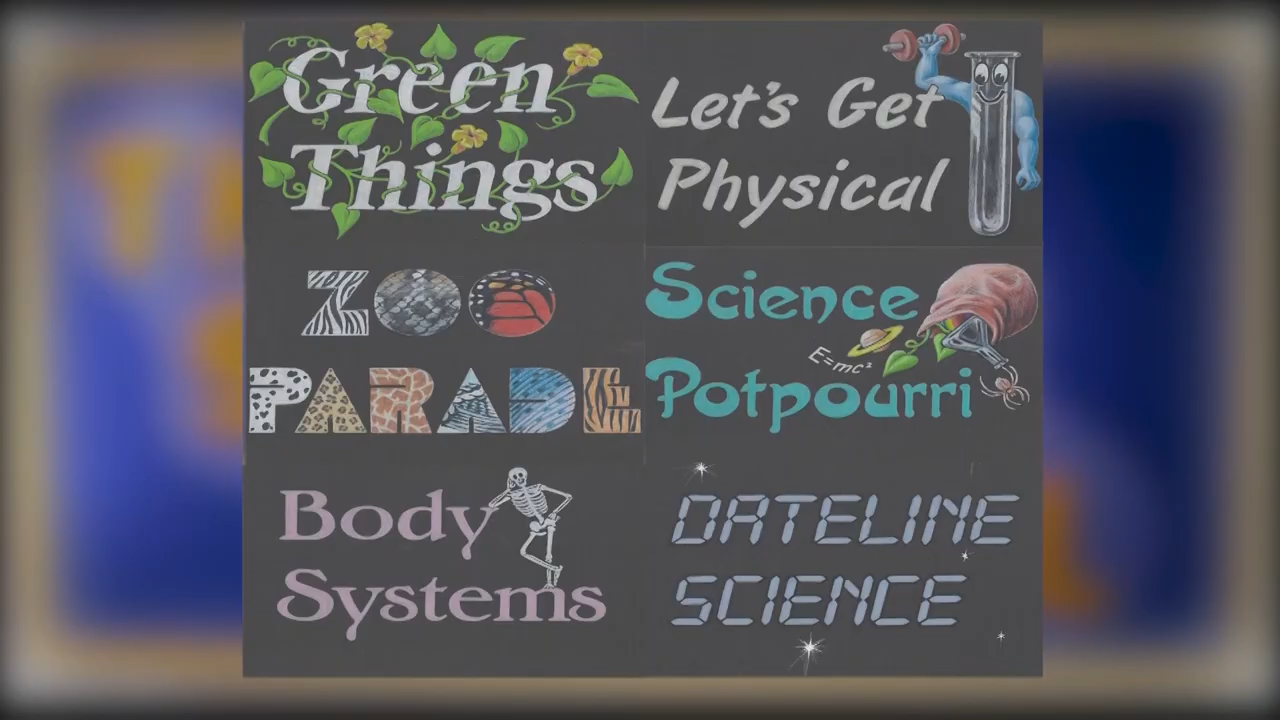 Green
Things
Let's Get
Physical
ZOO
PARADE
Science
E=mc²
Potpourri
Body
Systems
DATELINE
SCIENCE